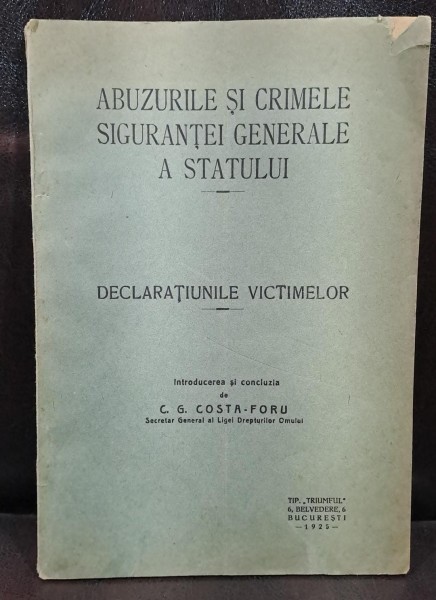 ABUZURILE ȘI CRIMELE
SIGURANȚEI GENERALE
A STATULUI
DECLARAȚIUNILE VICTIMELOR
Introducerea și concluzia
de
C. G. COSTA-FORU
Secretar General al Ligei Drepturilor Omului
TIP. „TRIUMFUL"
6, BELVEDERE, 6
BUCUREȘTI
—1925—